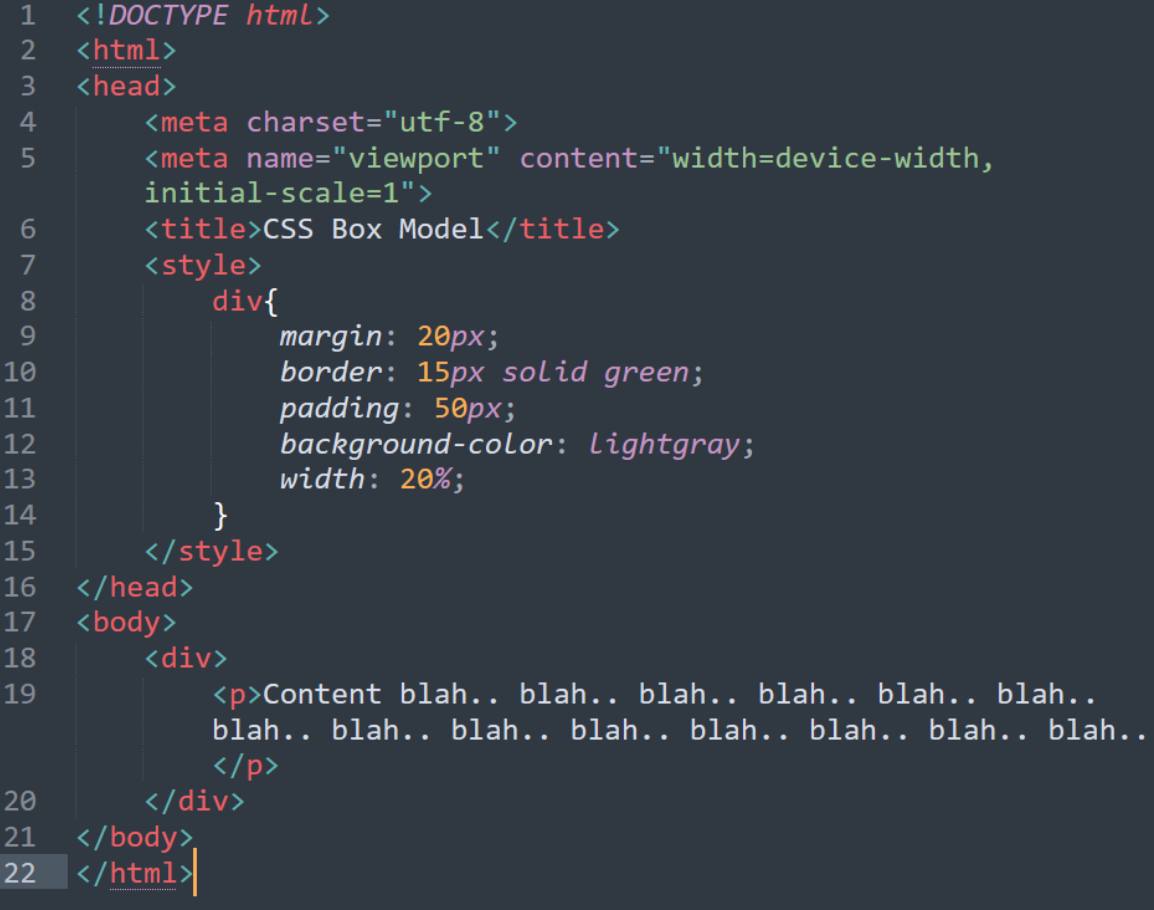 1 <!DOCTYPE html>
2 <html>
3 <head>
4 <meta charset="utf-8">
5 <meta name="viewport" content="width=device-width,
initial-scale=1">
6 <title>CSS Box Model</title>
7 <style>
8 div{
9 margin: 20px;
10 border: 15px solid green;
11 padding: 50px;
12 background-color: lightgray;
13 width: 20%;
14 }
15 </style>
16 </head>
17 <body>
18 <div>
19 <p>Content blah.. blah.. blah.. blah.. blah.. blah..
blah.. blah.. blah.. blah.. blah.. blah.. blah.. blah..
</p>
20 </div>
21 </body>
22 </html>